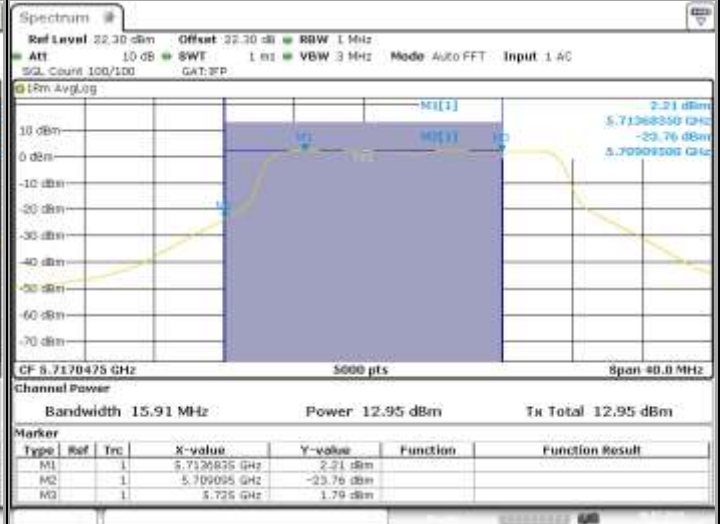 Spectrum
Ref Level 22.30 dBm Offset 22.30 dB RBW 1 MHz
Att 10 dB SWT 1 ms VBW 3 MHz Mode Auto FFT Input 1 AC
SGL Count 100/100 GAT:IFP
1Rm AvgLog
M1[1] 2.21 dBm
5.71368350 GHz
M2[1] -23.76 dBm
5.70909500 GHz
10 dBm
0 dBm
-10 dBm
-20 dBm
-30 dBm
-40 dBm
-50 dBm
-60 dBm
-70 dBm
M1
CF 5.7170475 GHz 5000 pts Span 40.0 MHz
Channel Power
Bandwidth 15.91 MHz Power 12.95 dBm Tx Total 12.95 dBm
Marker
Type Ref Trc X-value Y-value Function Function Result
M1 1 5.7136835 GHz 2.21 dBm
M2 1 5.709095 GHz -23.76 dBm
M3 1 5.725 GHz 1.79 dBm